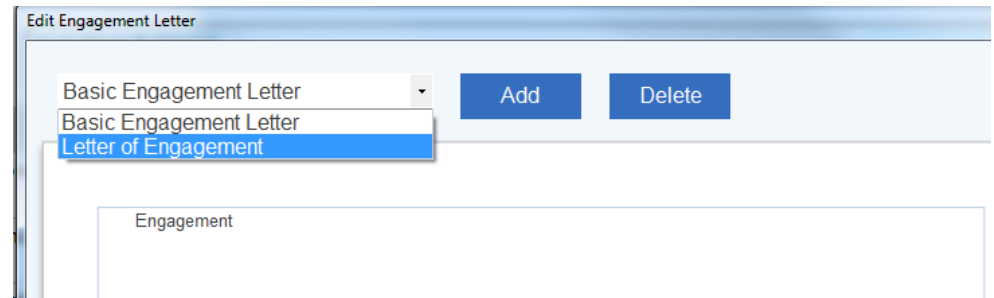 Edit Engagement Letter
Basic Engagement Letter Add Delete
Basic Engagement Letter
Letter of Engagement
Engagement